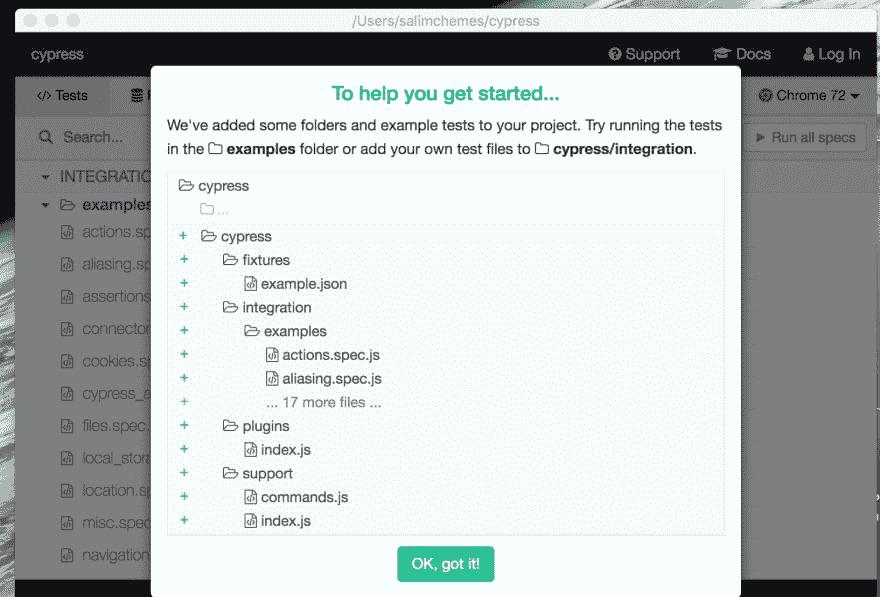 /Users/salimchemes/cypress
cypress
Support
Docs
Log In
</> Tests
Chrome 72
Search...
Run all specs
INTEGRATIO
examples
actions.sp
aliasing.sp
assertions
connector
cookies.s
cypress_a
files.spec.
local_stora
location.sp
misc.spec
navigation
To help you get started...
We've added some folders and example tests to your project. Try running the tests
in the examples folder or add your own test files to cypress/integration.
cypress
...
+ cypress
+ fixtures
+ example.json
+ integration
+ examples
+ actions.spec.js
+ aliasing.spec.js
+ ... 17 more files ...
+ plugins
+ index.js
+ support
+ commands.js
+ index.js
OK, got it!